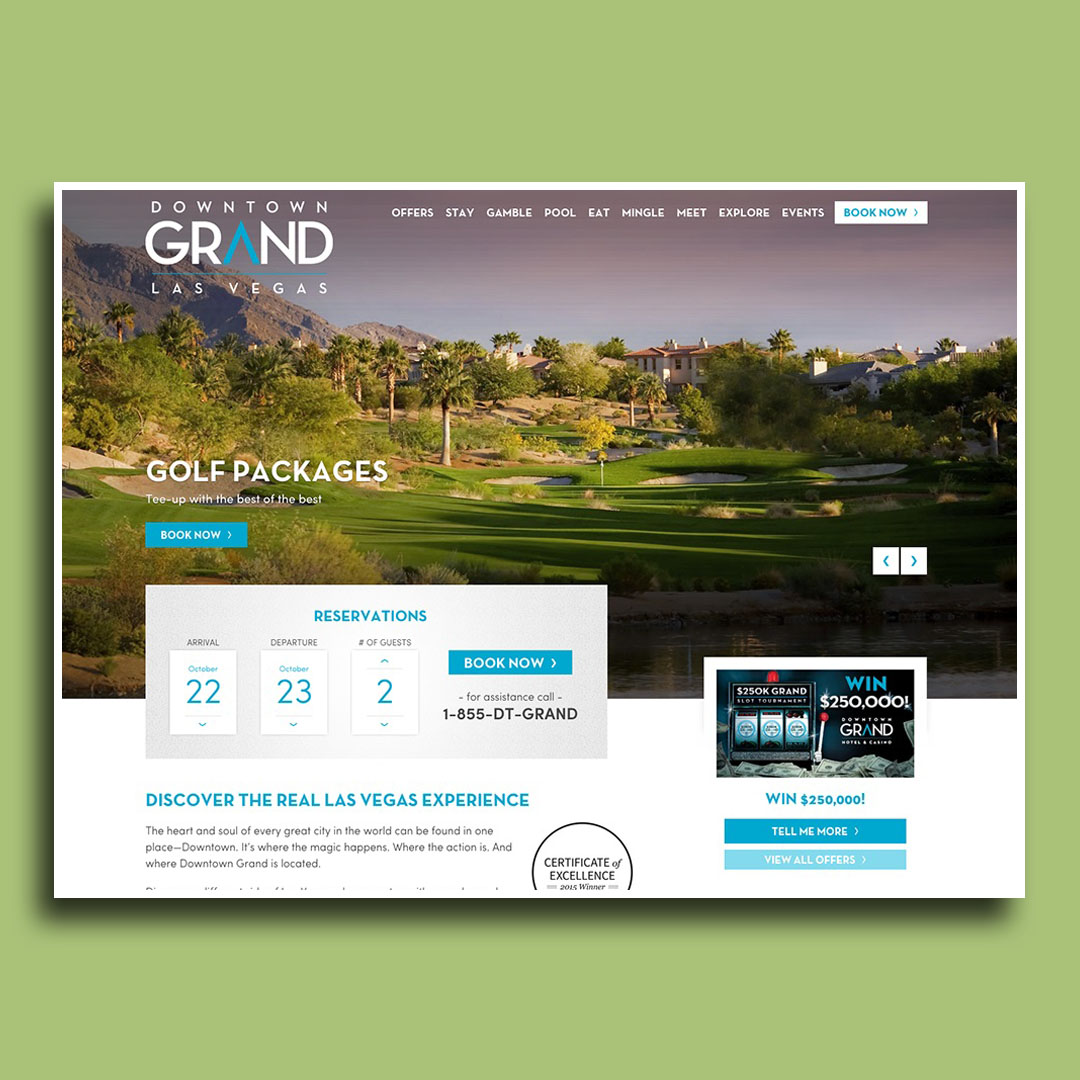 DOWNTOWN
GRAND
LAS VEGAS
OFFERS STAY GAMBLE POOL EAT MINGLE MEET EXPLORE EVENTS BOOK NOW
GOLF PACKAGES
Tee-up with the best of the best
BOOK NOW
RESERVATIONS
ARRIVAL DEPARTURE # OF GUESTS
October October
22 23 2
BOOK NOW
- for assistance call -
1-855-DT-GRAND
$250K GRAND
SLOT TOURNAMENT
WIN
$250,000!
DOWNTOWN
GRAND
HOTEL & CASINO
WIN $250,000!
TELL ME MORE
VIEW ALL OFFERS
DISCOVER THE REAL LAS VEGAS EXPERIENCE
The heart and soul of every great city in the world can be found in one
place—Downtown. It's where the magic happens. Where the action is. And
where Downtown Grand is located.
CERTIFICATE of
EXCELLENCE
2015 Winner